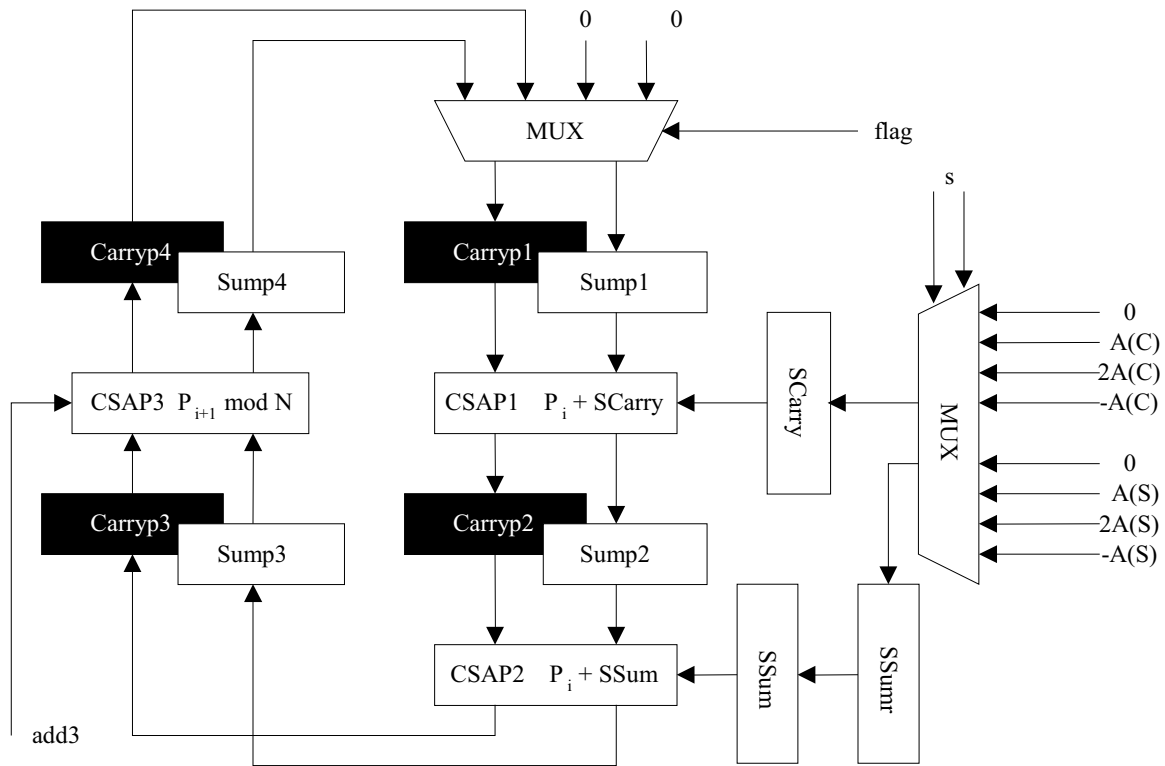 0 0
MUX
flag
s
Carryp4
Carryp1
Sump4
Sump1
0
A(C)
2A(C)
-A(C)
SCarry
MUX
CSAP3 P i+1 mod N
CSAP1 P i + SCarry
0
A(S)
2A(S)
-A(S)
Carryp3
Carryp2
Sump3
Sump2
CSAP2 P i + SSum
SSum
SSumr
add3